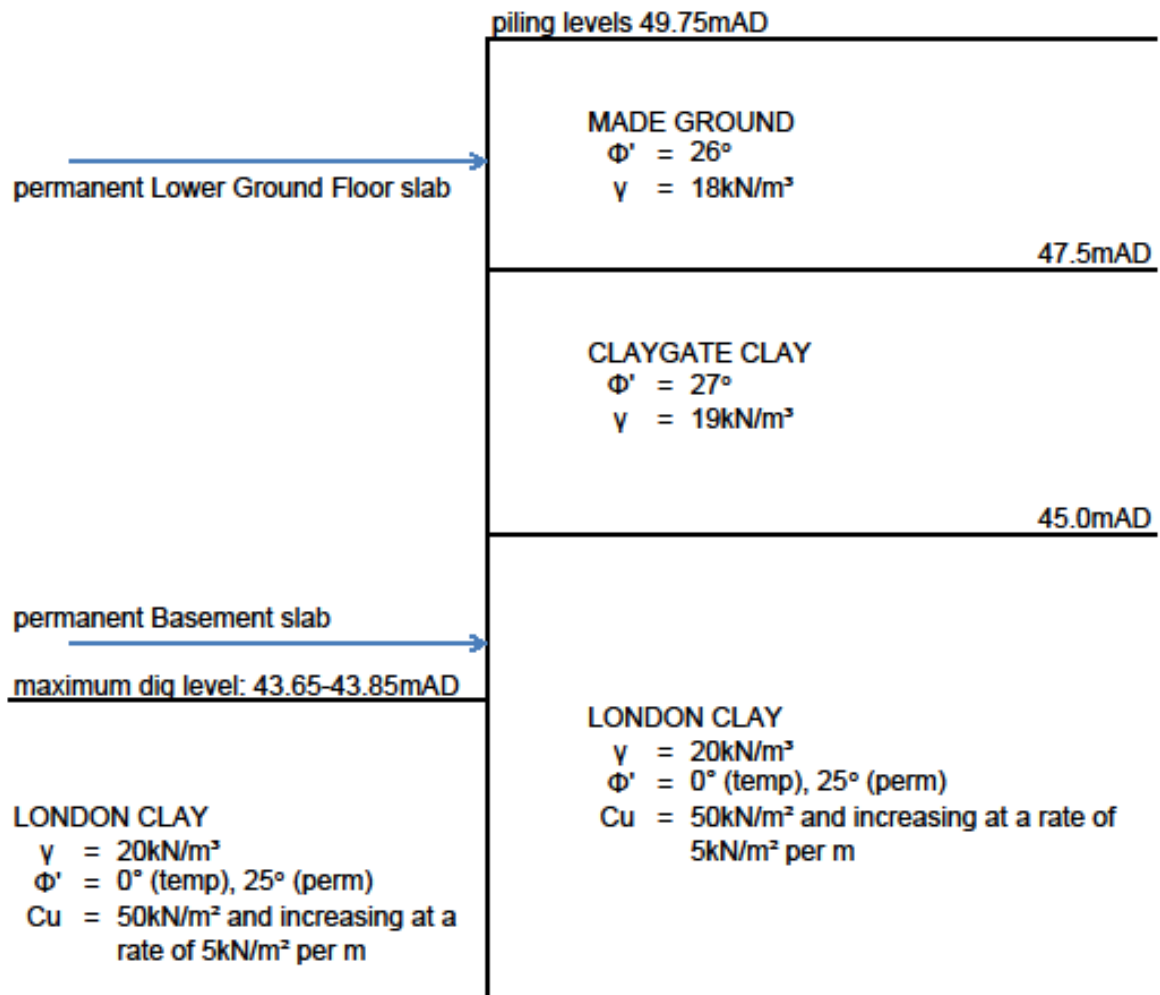 piling levels 49.75mAD
MADE GROUND
Φ' = 26°
γ = 18kN/m³
permanent Lower Ground Floor slab
47.5mAD
CLAYGATE CLAY
Φ' = 27°
γ = 19kN/m³
45.0mAD
permanent Basement slab
maximum dig level: 43.65-43.85mAD
LONDON CLAY
γ = 20kN/m³
Φ' = 0° (temp), 25° (perm)
Cu = 50kN/m² and increasing at a
rate of 5kN/m² per m
LONDON CLAY
γ = 20kN/m³
Φ' = 0° (temp), 25° (perm)
Cu = 50kN/m² and increasing at a rate of
5kN/m² per m